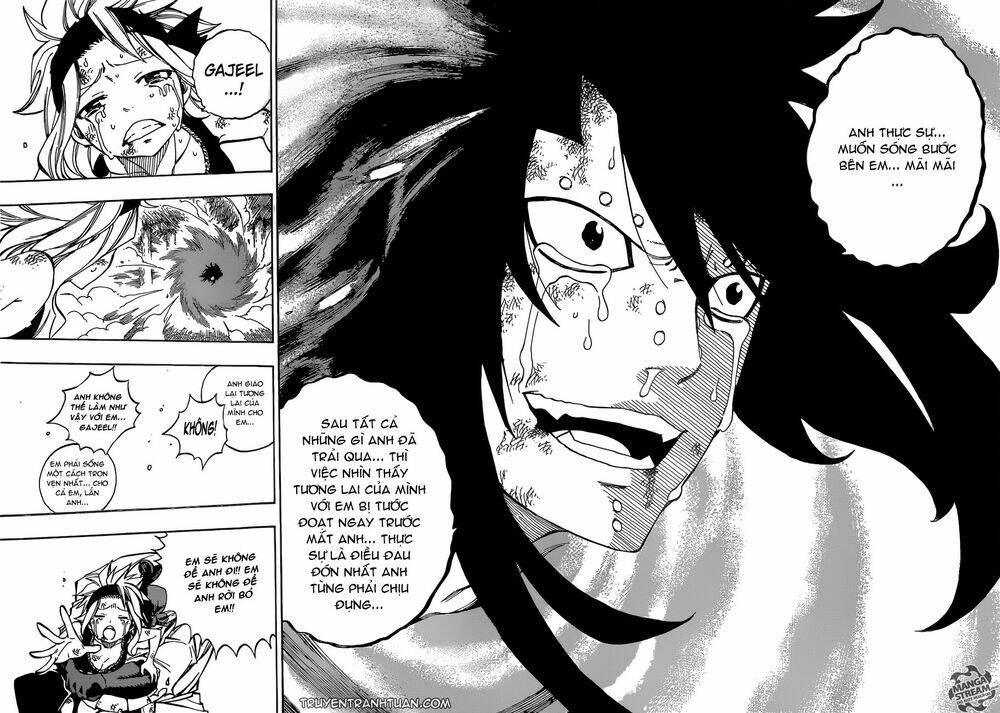 ANH THỰC SỰ...
MUỐN SỐNG BƯỚC
BÊN EM... MÃI MÃI
...
SAU TẤT CẢ
NHỮNG GÌ ANH ĐÃ
TRẢI QUA... THÌ
VIỆC NHÌN THẤY
TƯƠNG LAI CỦA MÌNH
VỚI EM BỊ TƯỚC
ĐOẠT NGAY TRƯỚC
MẮT ANH... THỰC
SỰ LÀ ĐIỀU ĐAU
ĐỚN NHẤT ANH
TỪNG PHẢI CHỊU
ĐỰNG...
GAJEEL
...!
ANH GIAO
LẠI TƯƠNG
LAI CỦA
MÌNH CHO
EM...
KHÔNG!
ANH KHÔNG
THỂ LÀM NHƯ
VẬY VỚI EM...
GAJEEL!!
EM PHẢI SỐNG
MỘT CÁCH TRỌN
VẸN NHẤT... CHO
CẢ EM, LẪN
ANH...
EM SẼ KHÔNG
ĐỂ ANH ĐI!! EM
SẼ KHÔNG ĐỂ
ANH RỜI BỎ
EM!!
TRUYENTRANHTUAN.COM
MANGA
STREAM